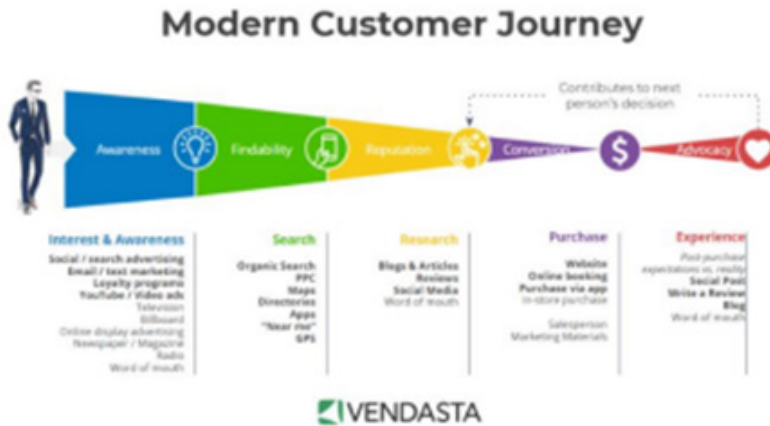 Modern Customer Journey
Contributes to next
person's decision
Awareness
Findability
Reputation
Conversion
$
Advocacy
Interest & Awareness
Social / search advertising
Email / text marketing
Loyalty programs
YouTube / Video ads
Television
Billboard
Online display advertising
Newspaper / Magazine
Radio
Word of mouth
Search
Organic Search
PPC
Maps
Directories
Apps
"Near me"
GPS
Research
Blogs & Articles
Reviews
Social Media
Word of mouth
Purchase
Website
Online booking
Purchase via app
In-store purchase
Salesperson
Marketing Materials
Experience
Post-purchase
expectations vs. reality
Social Post
Write a Review
Blog
Word of mouth
VENDASTA